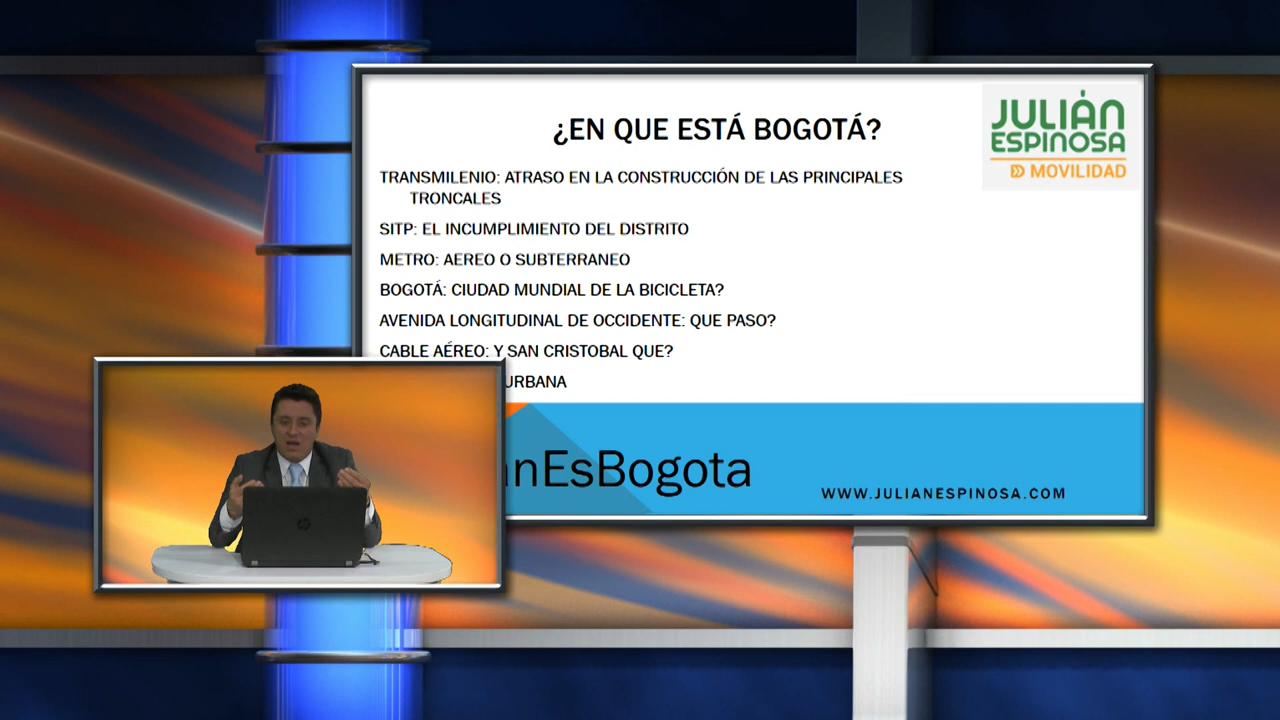 ¿EN QUE ESTÁ BOGOTÁ?
JULIÁN
ESPINOSA
MOVILIDAD
TRANSMILENIO: ATRASO EN LA CONSTRUCCIÓN DE LAS PRINCIPALES
TRONCALES
SITP: EL INCUMPLIMIENTO DEL DISTRITO
METRO: AEREO O SUBTERRANEO
BOGOTÁ: CIUDAD MUNDIAL DE LA BICICLETA?
AVENIDA LONGITUDINAL DE OCCIDENTE: QUE PASO?
CABLE AÉREO: Y SAN CRISTOBAL QUE?
URBANA
nEsBogota
WWW.JULIANESPINOSA.COM
hp